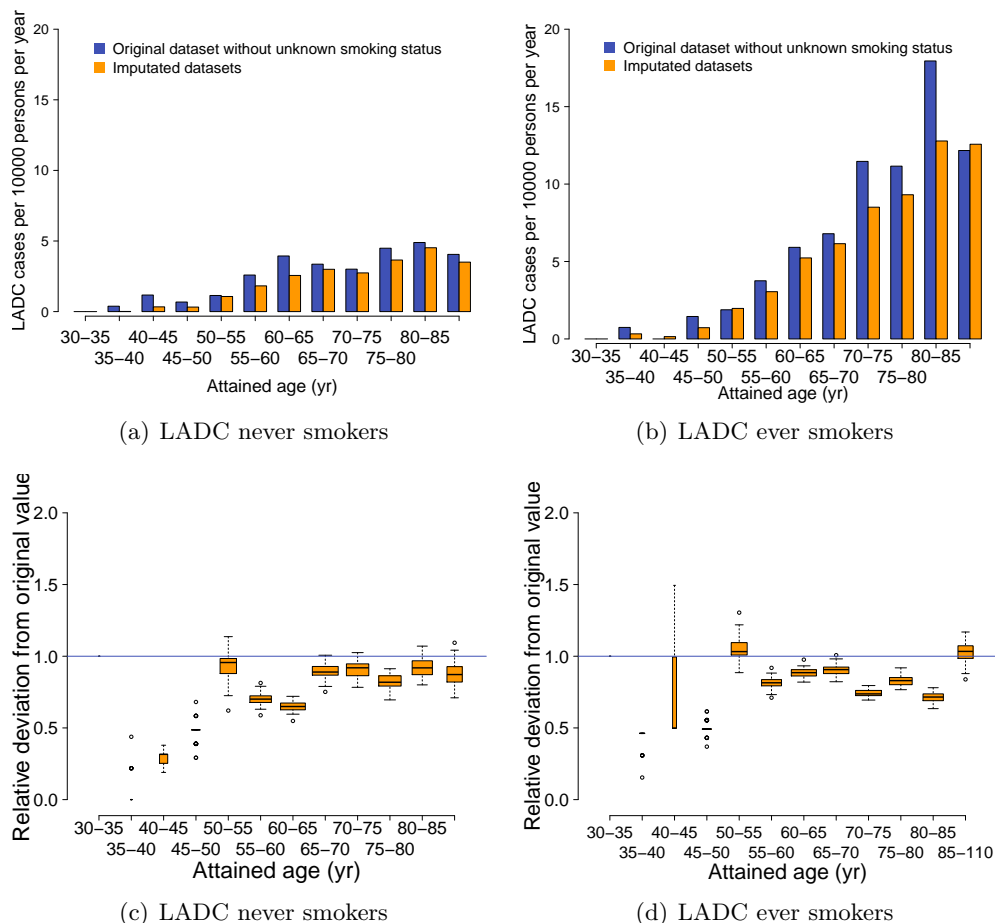 LADC cases per 10000 persons per year
20
15
10
5
0
Original dataset without unknown smoking status
Imputated datasets
30–35 40–45 50–55 60–65 70–75 80–85
35–40 45–50 55–60 65–70 75–80
Attained age (yr)
(a) LADC never smokers
LADC cases per 10000 persons per year
20
15
10
5
0
Original dataset without unknown smoking status
Imputated datasets
30–35 40–45 50–55 60–65 70–75 80–85
35–40 45–50 55–60 65–70 75–80
Attained age (yr)
(b) LADC ever smokers
Relative deviation from original value
2.0
1.5
1.0
0.5
0.0
30–35 40–45 50–55 60–65 70–75 80–85
35–40 45–50 55–60 65–70 75–80
Attained age (yr)
(c) LADC never smokers
Relative deviation from original value
2.0
1.5
1.0
0.5
0.0
30–35 40–45 50–55 60–65 70–75 80–85
35–40 45–50 55–60 65–70 75–80 85–110
Attained age (yr)
(d) LADC ever smokers